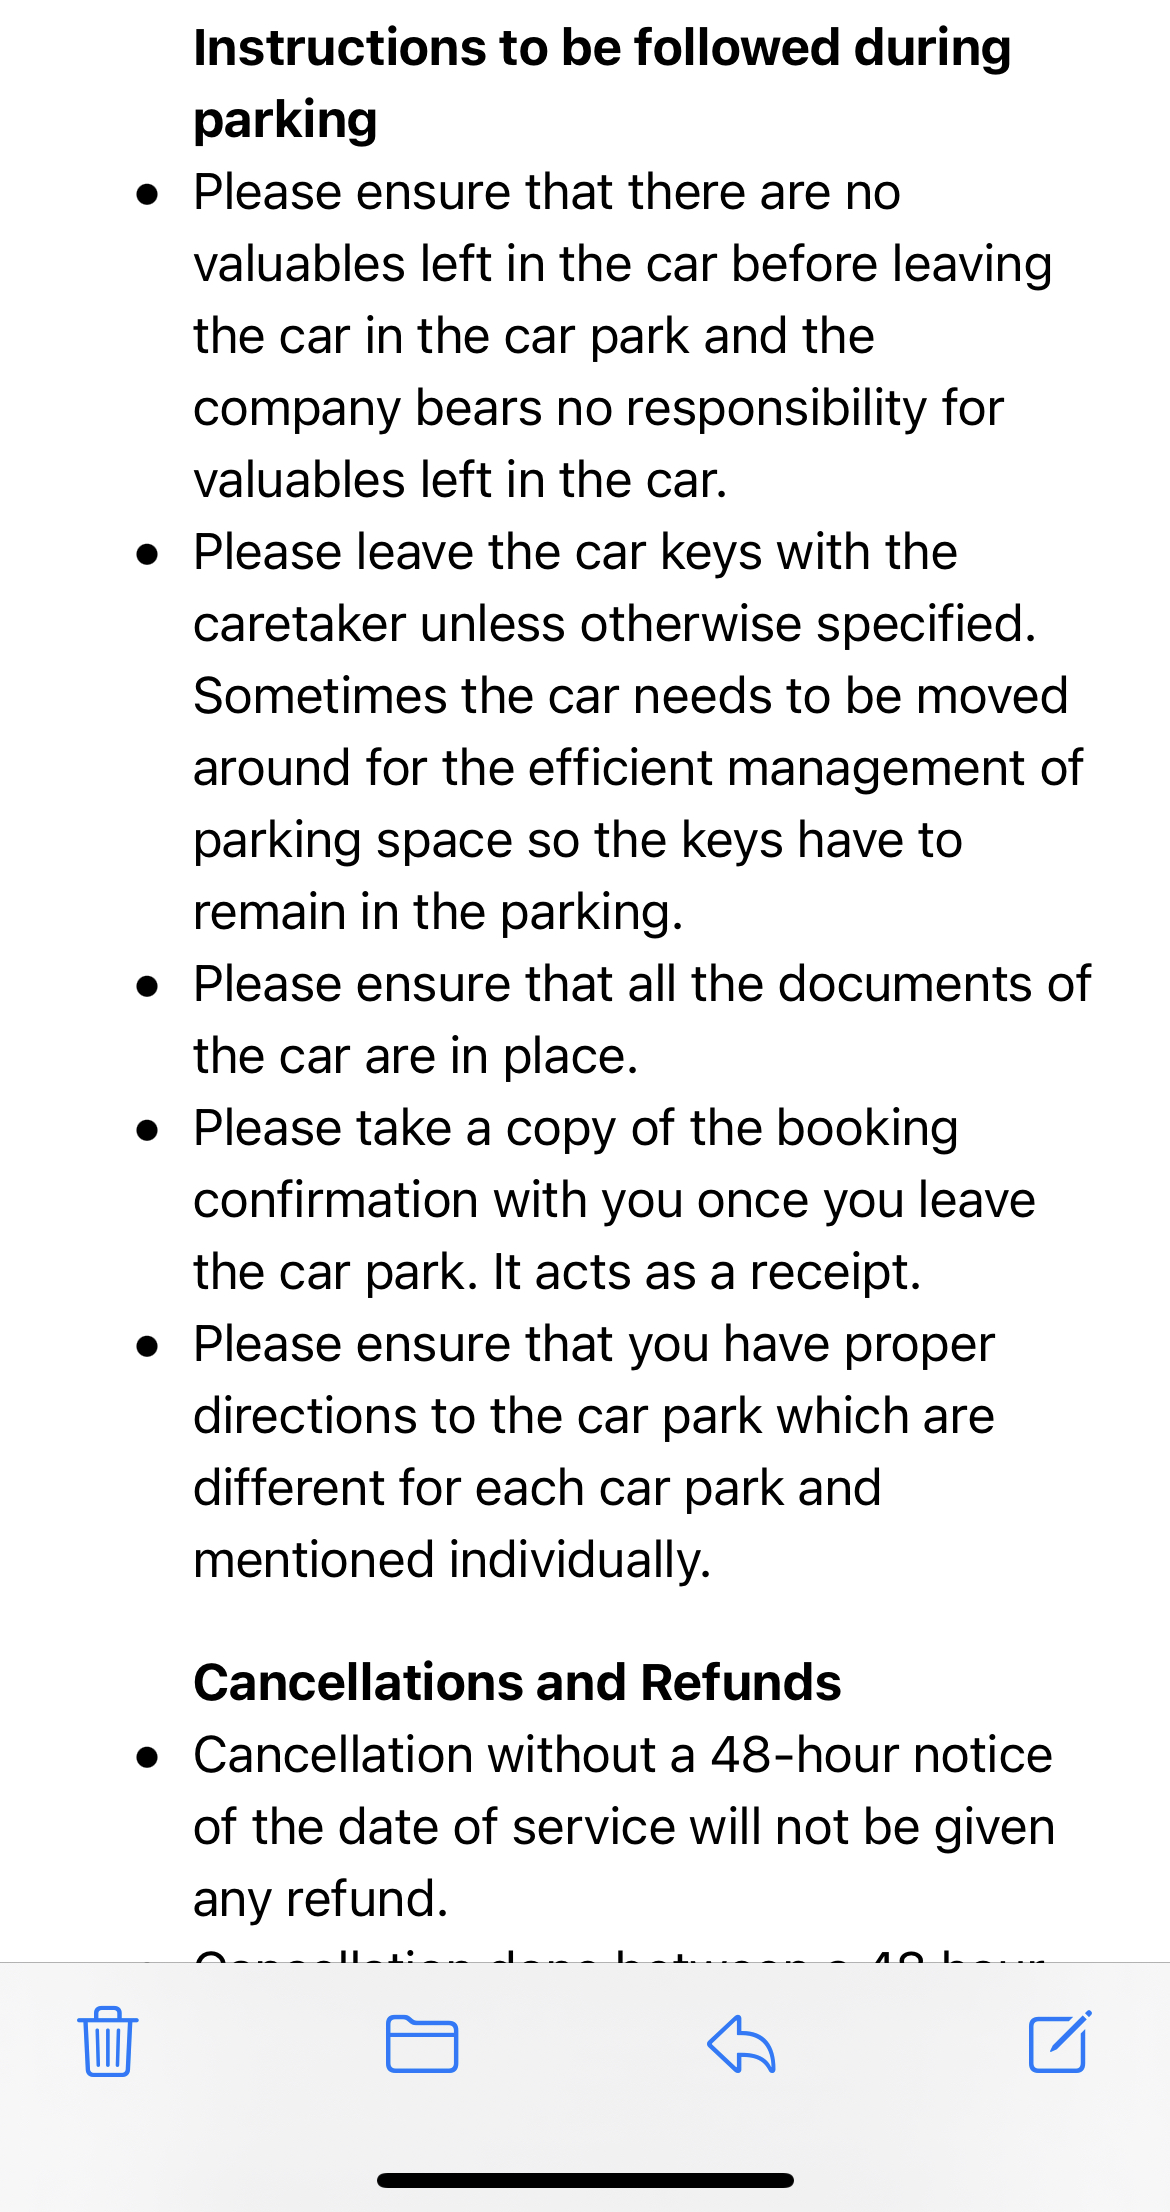 Instructions to be followed during
parking
● Please ensure that there are no
valuables left in the car before leaving
the car in the car park and the
company bears no responsibility for
valuables left in the car.
● Please leave the car keys with the
caretaker unless otherwise specified.
Sometimes the car needs to be moved
around for the efficient management of
parking space so the keys have to
remain in the parking.
● Please ensure that all the documents of
the car are in place.
● Please take a copy of the booking
confirmation with you once you leave
the car park. It acts as a receipt.
● Please ensure that you have proper
directions to the car park which are
different for each car park and
mentioned individually.
Cancellations and Refunds
● Cancellation without a 48-hour notice
of the date of service will not be given
any refund.
Cancellation done between a 48 hour